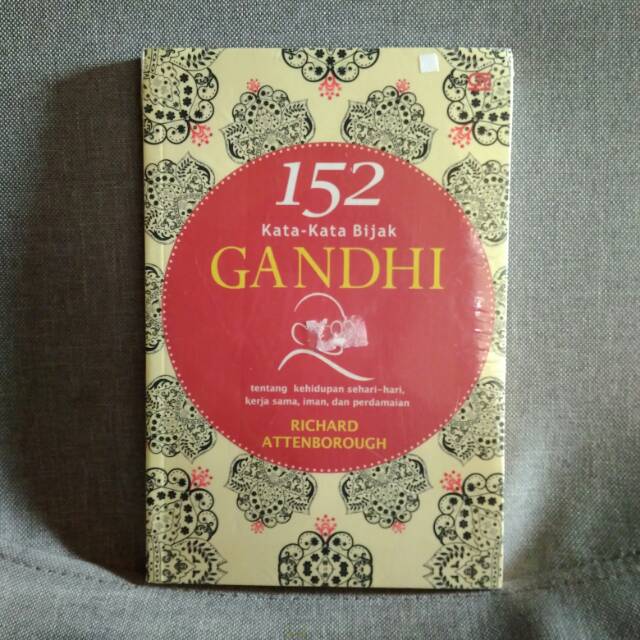 152
Kata-Kata Bijak
GANDHI
tentang kehidupan sehari-hari,
kerja sama, iman, dan perdamaian
RICHARD
ATTENBOROUGH